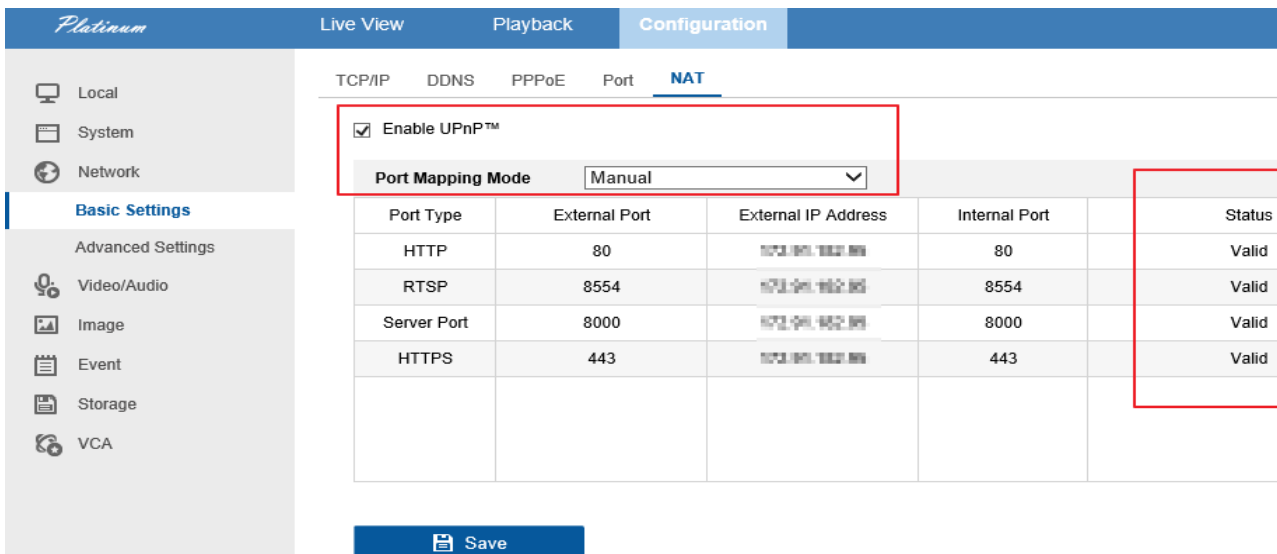 Platinum
Live View Playback Configuration
Local
System
Network
Basic Settings
Advanced Settings
Video/Audio
Image
Event
Storage
VCA
TCP/IP DDNS PPPoE Port NAT
Enable UPnP™
Port Mapping Mode Manual
Port Type External Port External IP Address Internal Port Status
HTTP 80 80 Valid
RTSP 8554 8554 Valid
Server Port 8000 8000 Valid
HTTPS 443 443 Valid
Save